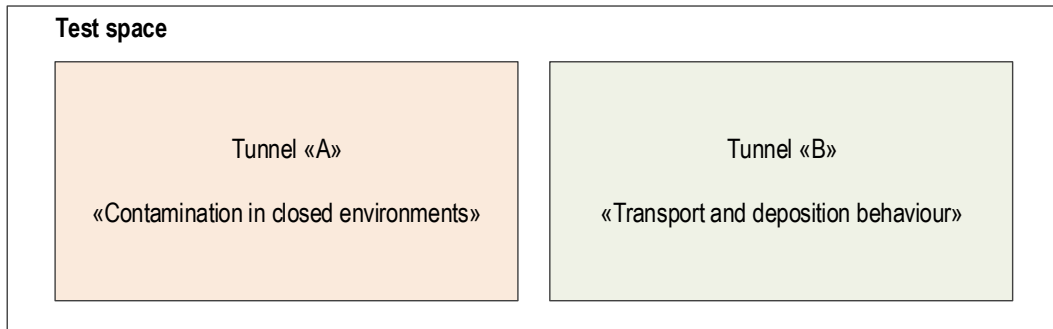 Test space
Tunnel «A»
«Contamination in closed environments»
Tunnel «B»
«Transport and deposition behaviour»